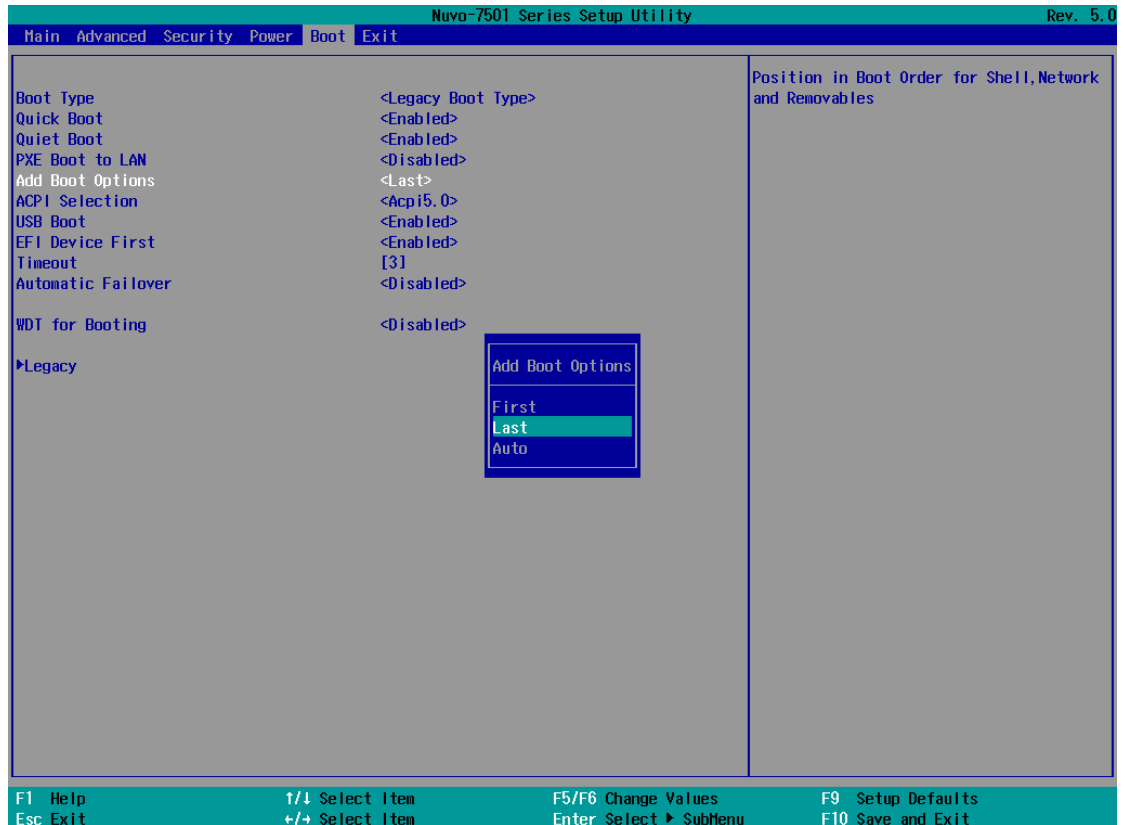 Nuvo-7501 Series Setup Utility Rev. 5.0
Main Advanced Security Power Boot Exit
Position in Boot Order for Shell,Network
and Removables
Boot Type <Legacy Boot Type>
Quick Boot <Enabled>
Quiet Boot <Enabled>
PXE Boot to LAN <Disabled>
Add Boot Options <Last>
ACPI Selection <Acpi5.0>
USB Boot <Enabled>
EFI Device First <Enabled>
Timeout [3]
Automatic Failover <Disabled>
WDT for Booting <Disabled>
▶Legacy
Add Boot Options
First
Last
Auto
F1 Help ↑/↓ Select Item F5/F6 Change Values F9 Setup Defaults
Esc Exit ←/→ Select Item Enter Select ▶ SubMenu F10 Save and Exit